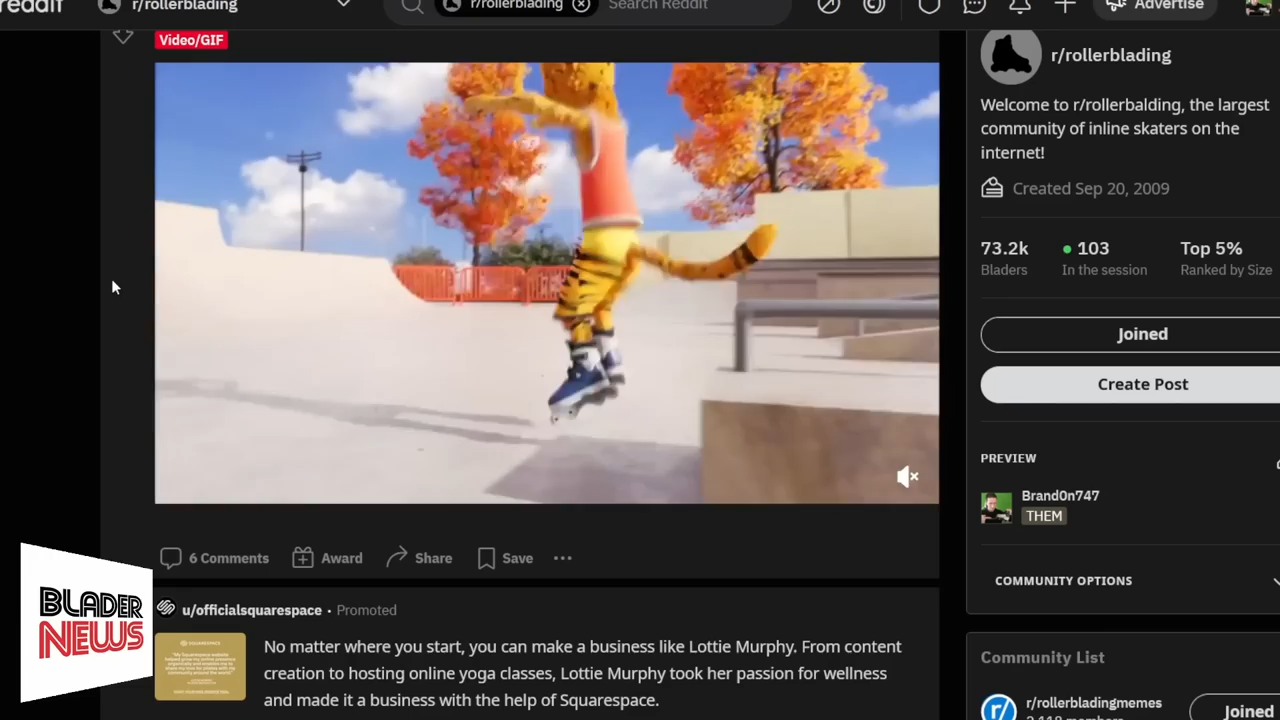 reddit
r/rollerblading
r/rollerblading
Search Reddit
Advertise
Video/GIF
r/rollerblading
Welcome to r/rollerbalding, the largest
community of inline skaters on the
internet!
Created Sep 20, 2009
73.2k
Bladers
103
In the session
Top 5%
Ranked by Size
Joined
Create Post
PREVIEW
Brand0n747
THEM
COMMUNITY OPTIONS
6 Comments
Award
Share
Save
u/officialsquarespace • Promoted
No matter where you start, you can make a business like Lottie Murphy. From content
creation to hosting online yoga classes, Lottie Murphy took her passion for wellness
and made it a business with the help of Squarespace.
BLADER
NEWS
Community List
r/
r/rollerbladingmemes
Joined